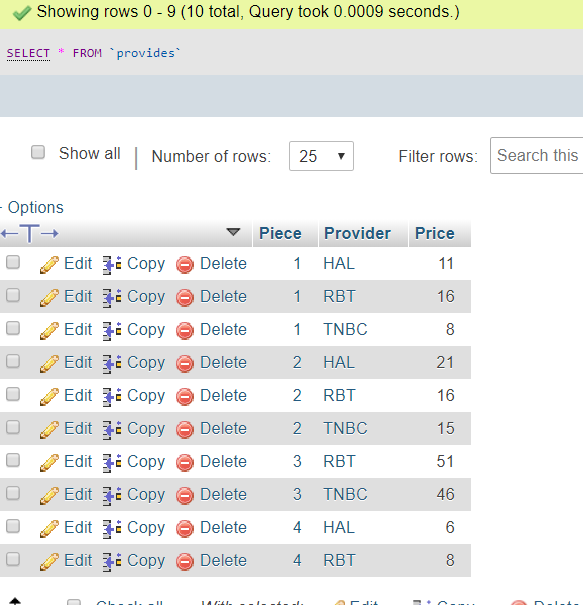 Showing rows 0 - 9 (10 total, Query took 0.0009 seconds.)
SELECT * FROM `provides`
Show all | Number of rows: 25 Filter rows: Search this
Options
Piece Provider Price
Edit Copy Delete 1 HAL 11
Edit Copy Delete 1 RBT 16
Edit Copy Delete 1 TNBC 8
Edit Copy Delete 2 HAL 21
Edit Copy Delete 2 RBT 16
Edit Copy Delete 2 TNBC 15
Edit Copy Delete 3 RBT 51
Edit Copy Delete 3 TNBC 46
Edit Copy Delete 4 HAL 6
Edit Copy Delete 4 RBT 8
Check all With selected: Edit Copy Delete